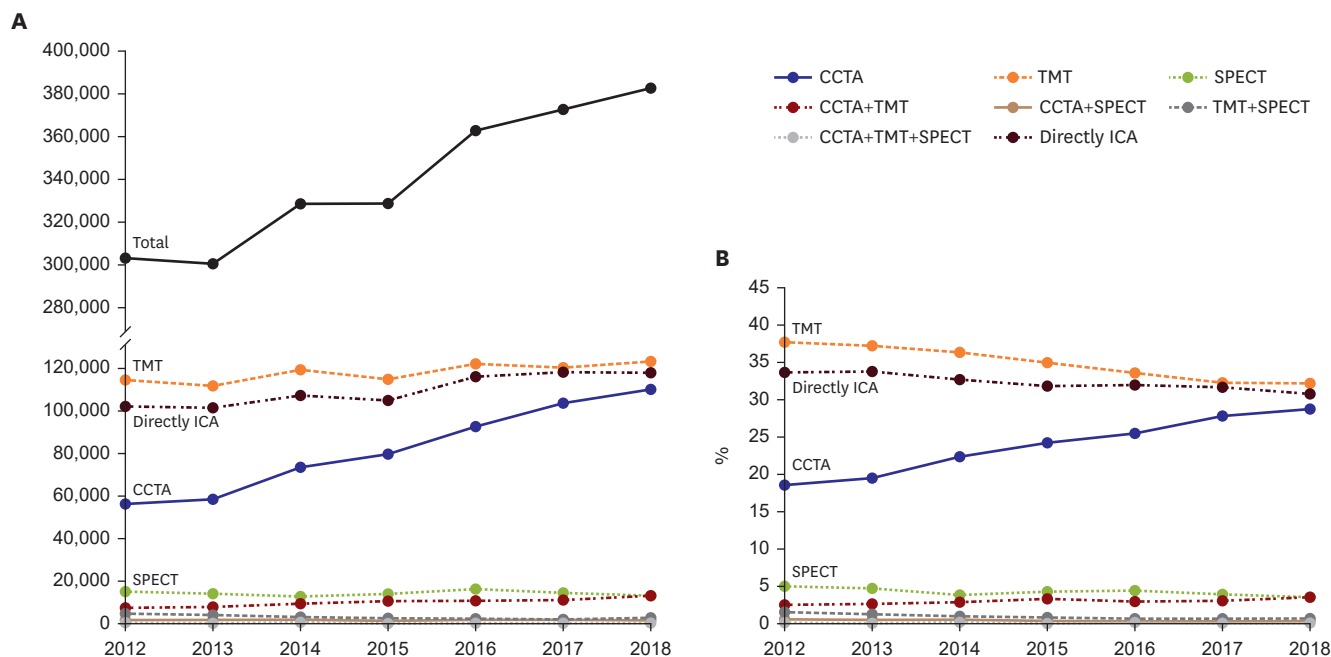 A
400,000
380,000
360,000
340,000
320,000
300,000
280,000
120,000
100,000
80,000
60,000
40,000
20,000
0
Total
TMT
Directly ICA
CCTA
SPECT
2012 2013 2014 2015 2016 2017 2018
CCTA TMT SPECT
CCTA+TMT CCTA+SPECT TMT+SPECT
CCTA+TMT+SPECT Directly ICA
B
45
40
35
30
25
20
15
10
5
0
%
TMT
Directly ICA
CCTA
SPECT
2012 2013 2014 2015 2016 2017 2018